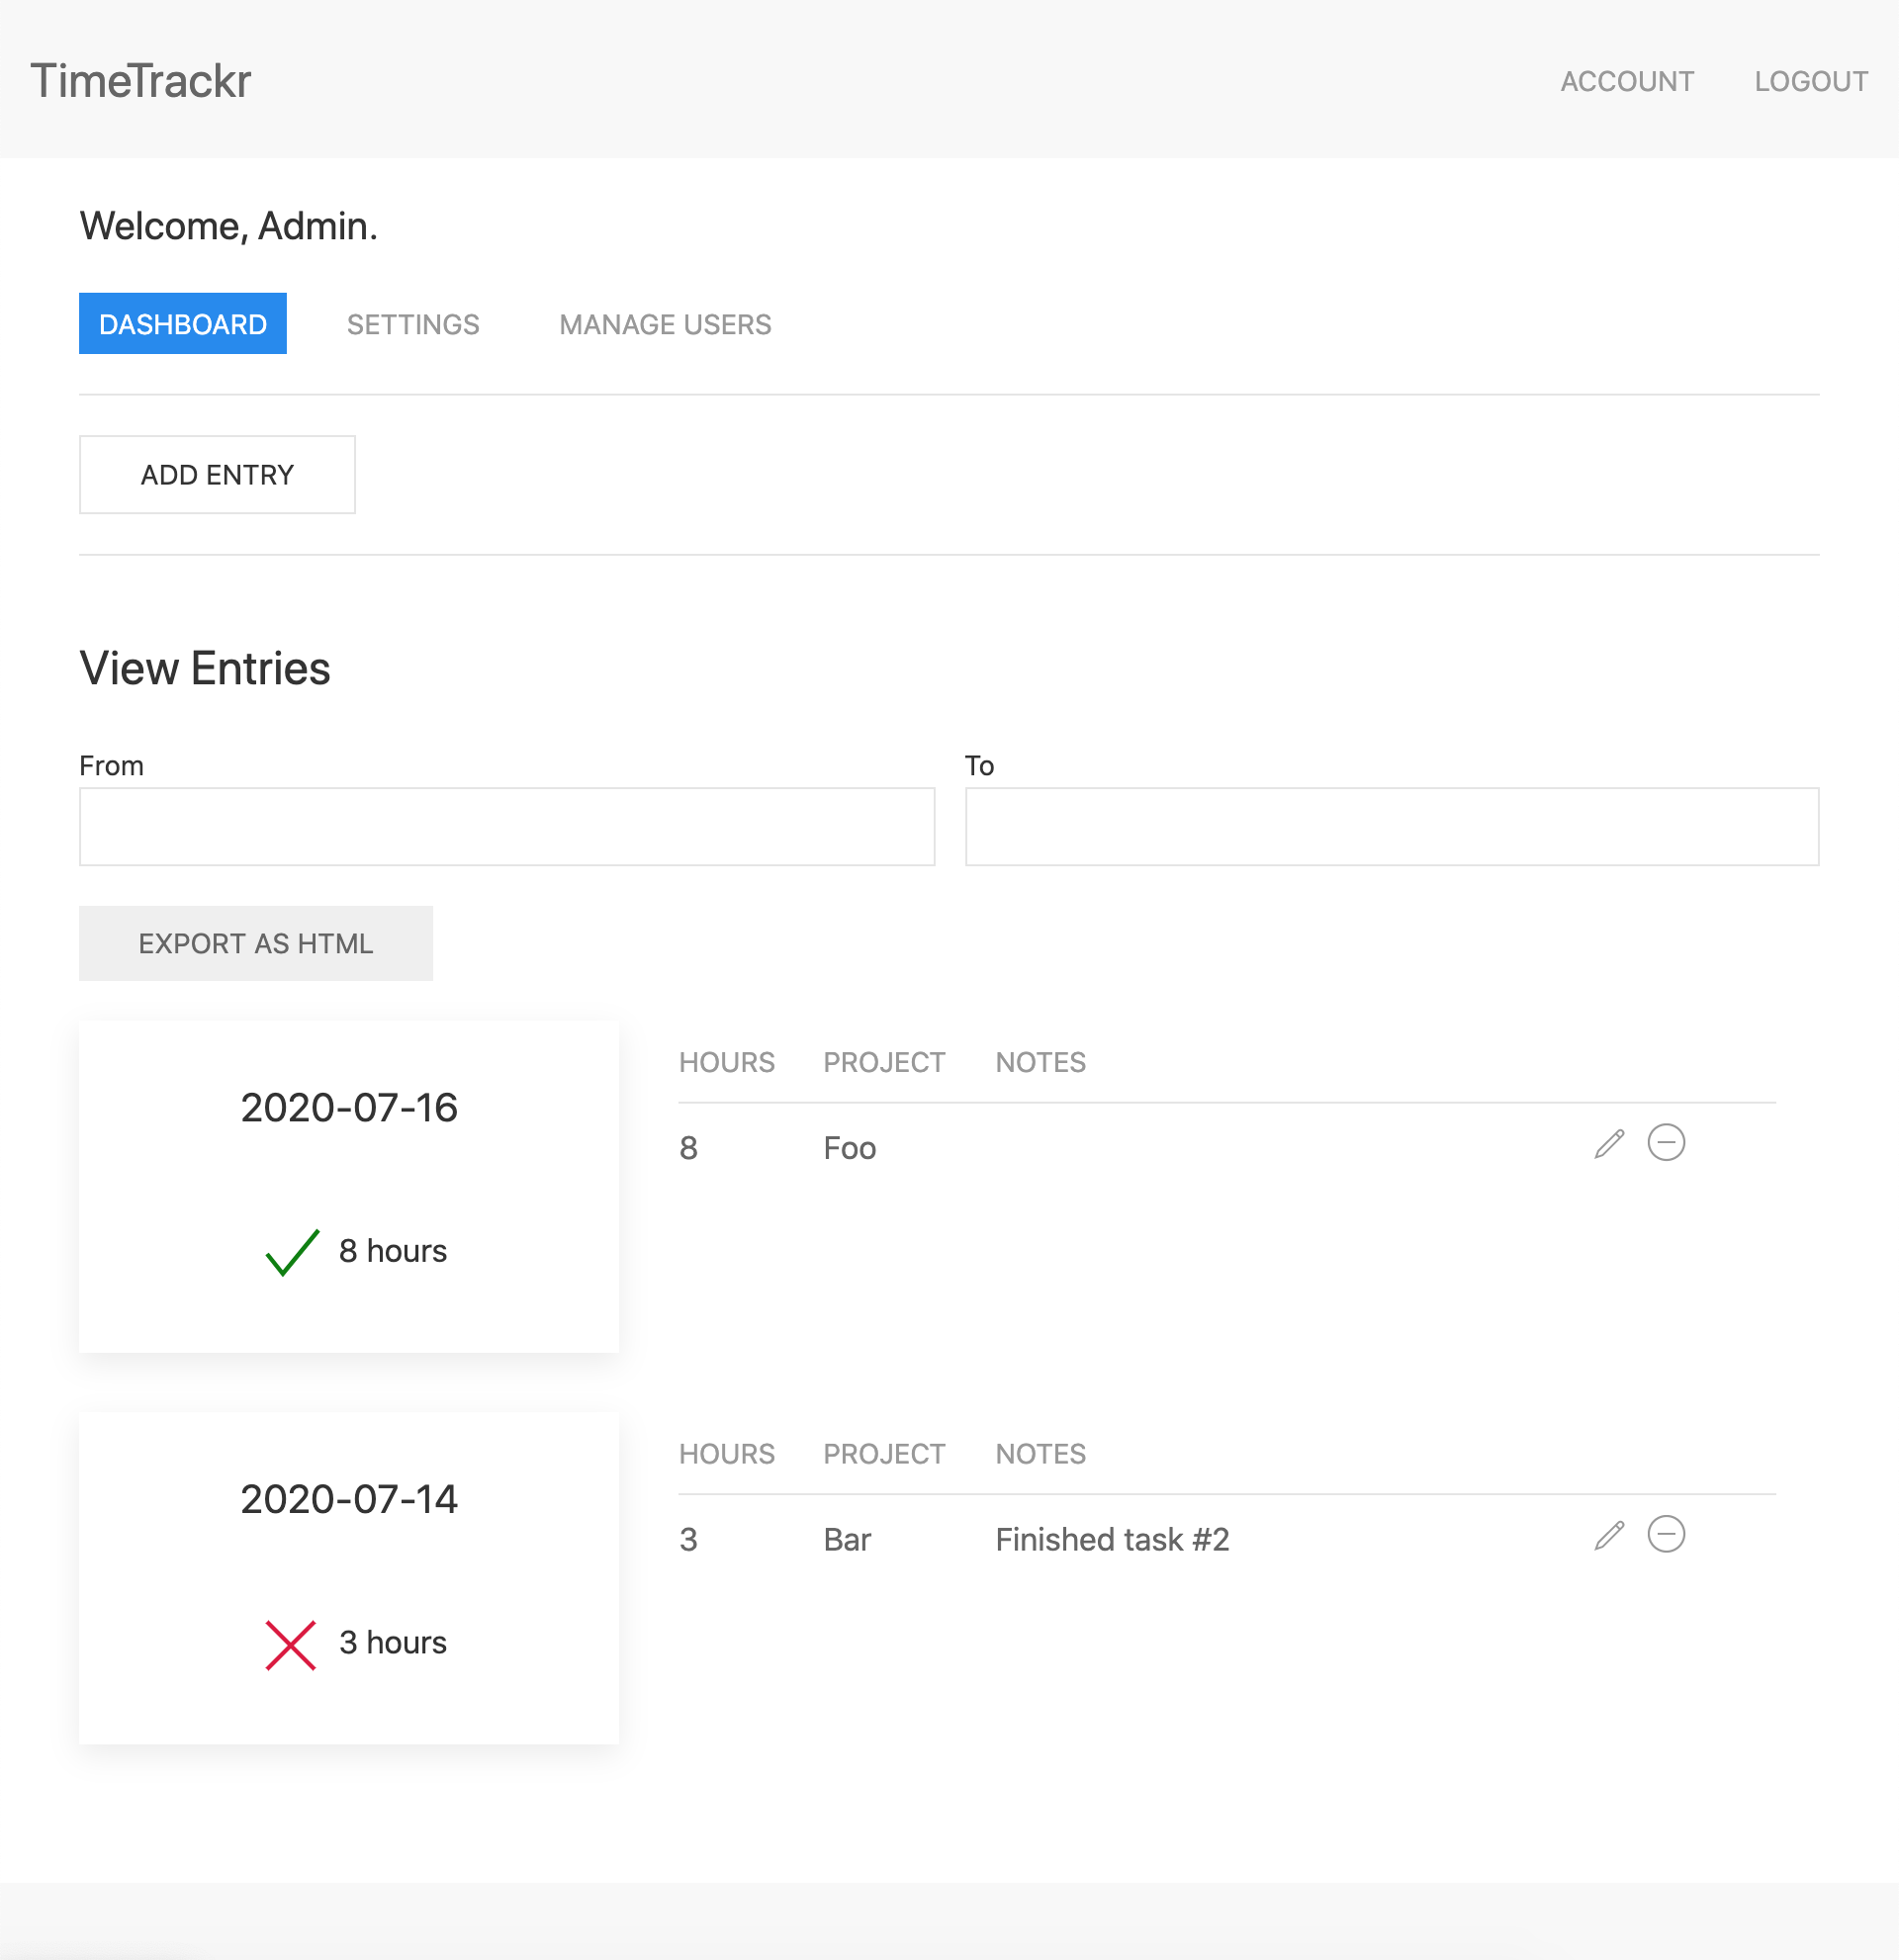 TimeTrackr
ACCOUNT LOGOUT
Welcome, Admin.
DASHBOARD SETTINGS MANAGE USERS
ADD ENTRY
View Entries
From To
EXPORT AS HTML
2020-07-16
8 hours
HOURS PROJECT NOTES
8 Foo
2020-07-14
3 hours
HOURS PROJECT NOTES
3 Bar Finished task #2